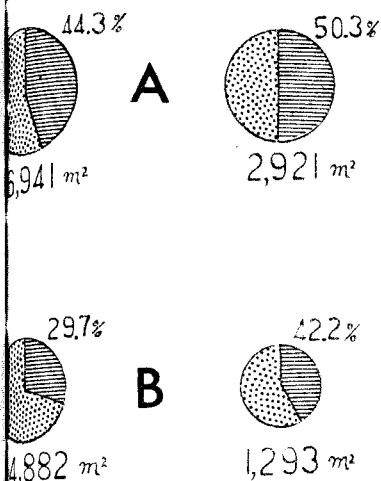 44.3%
50.3%
A
6,941 m²
2,921 m²
29.7%
42.2%
B
4.882 m²
1,293 m²